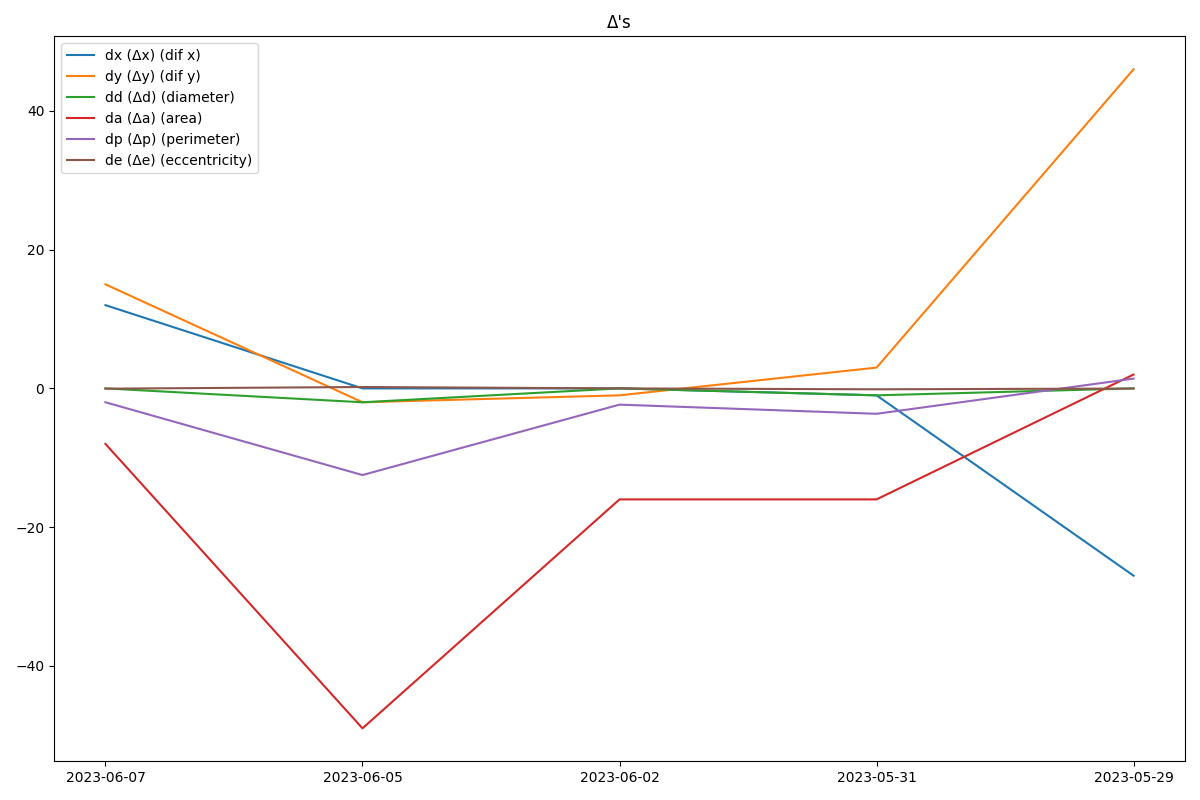 Δ's
dx (Δx) (dif x)
dy (Δy) (dif y)
dd (Δd) (diameter)
da (Δa) (area)
dp (Δp) (perimeter)
de (Δe) (eccentricity)
40
20
0
−20
−40
2023-06-07 2023-06-05 2023-06-02 2023-05-31 2023-05-29